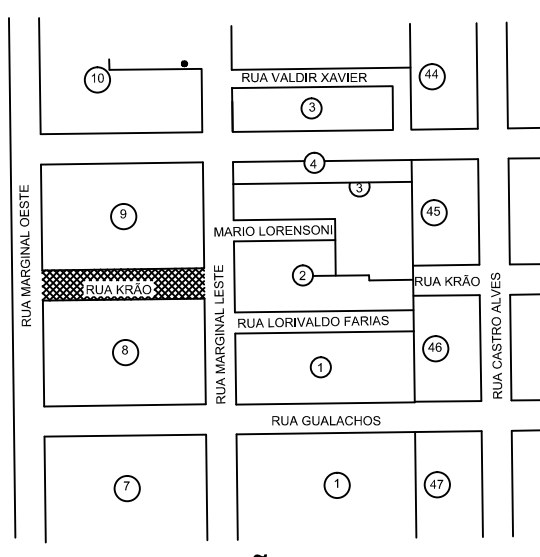 10
RUA VALDIR XAVIER
44
3
4
3
9
45
MARIO LORENSONI
RUA MARGINAL OESTE
RUA KRÃO
RUA MARGINAL LESTE
2
RUA KRÃO
RUA LORIVALDO FARIAS
RUA CASTRO ALVES
8
1
46
RUA GUALACHOS
7
1
47